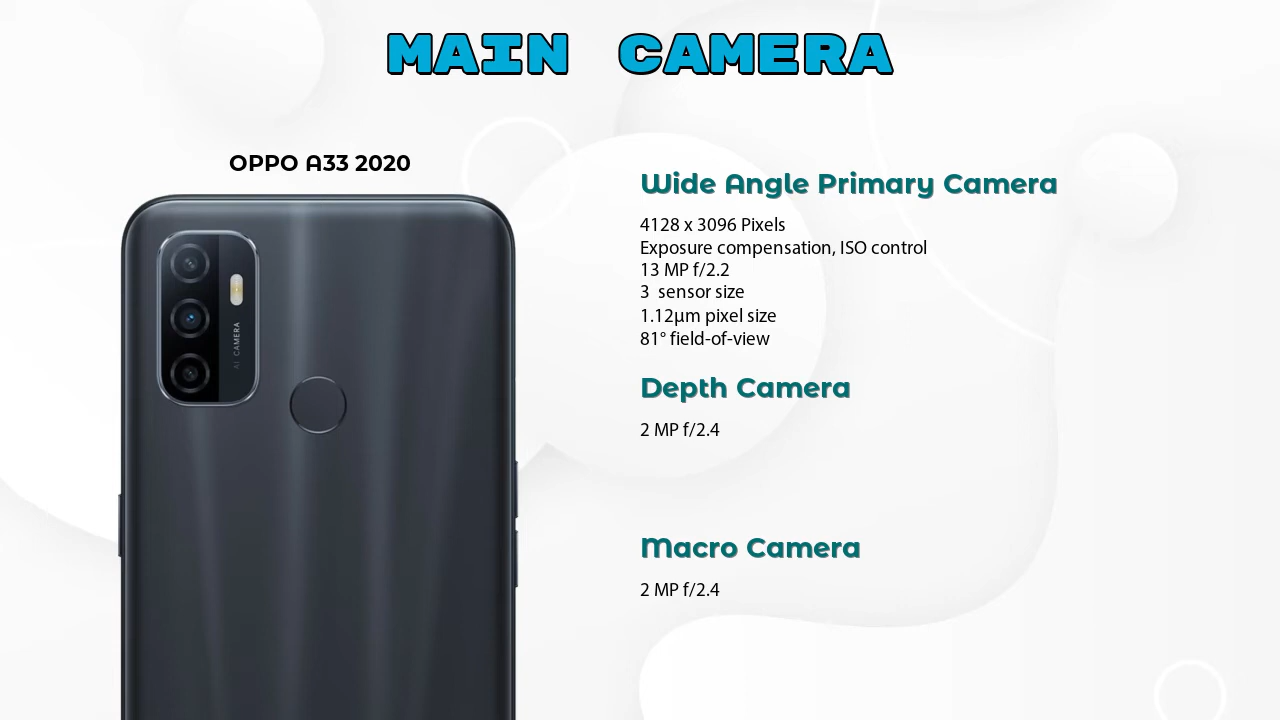 MAIN CAMERA
OPPO A33 2020
AI CAMERA
Wide Angle Primary Camera
4128 x 3096 Pixels
Exposure compensation, ISO control
13 MP f/2.2
3  sensor size
1.12μm pixel size
81° field-of-view
Depth Camera
2 MP f/2.4
Macro Camera
2 MP f/2.4